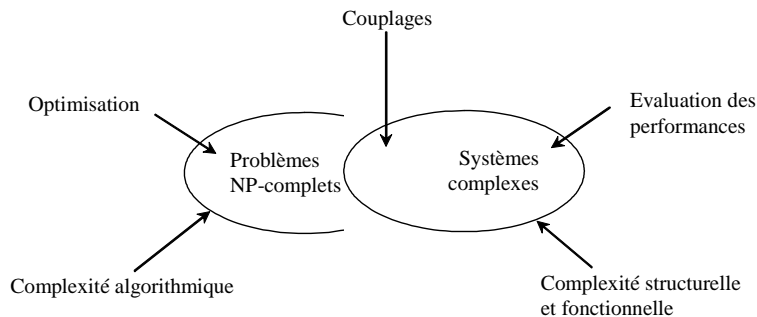 Couplages
Optimisation
Evaluation des
performances
Problèmes
NP-complets
Systèmes
complexes
Complexité algorithmique
Complexité structurelle
et fonctionnelle